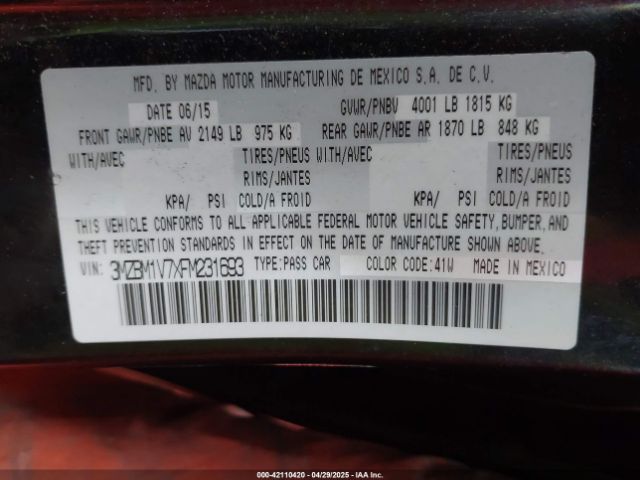 MFD. BY MAZDA MOTOR MANUFACTURING DE MEXICO S.A. DE C.V.
DATE 06/15 GVWR/PNBV 4001 LB 1815 KG
FRONT GAWR/PNBE AV 2149 LB 975 KG REAR GAWR/PNBE AR 1870 LB 848 KG
WITH/AVEC TIRES/PNEUS WITH/AVEC TIRES/PNEUS
RIMS/JANTES RIMS/JANTES
KPA/ PSI COLD/A FROID KPA/ PSI COLD/A FROID
THIS VEHICLE CONFORMS TO ALL APPLICABLE FEDERAL MOTOR VEHICLE SAFETY, BUMPER, AND
THEFT PREVENTION STANDARDS IN EFFECT ON THE DATE OF MANUFACTURE SHOWN ABOVE.
VIN: 3MZBM1V7XFM231693 TYPE:PASS CAR COLOR CODE:41W MADE IN MEXICO
000-42110420 04/29/2025 - IAAI, Inc.